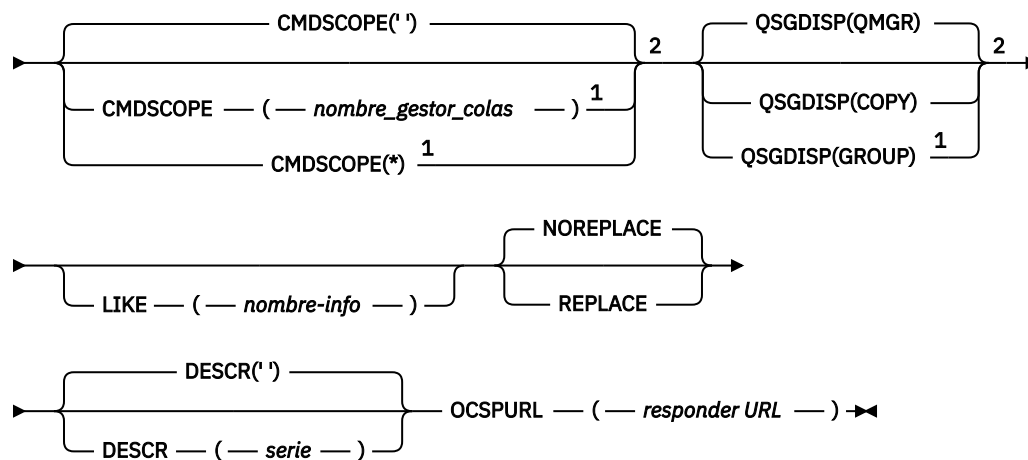 CMDSCOPE(' ')
2
CMDSCOPE ( nombre_gestor_colas ) 1
CMDSCOPE(*) 1
QSGDISP(QMGR)
2
QSGDISP(COPY)
QSGDISP(GROUP) 1
LIKE ( nombre-info )
NOREPLACE
REPLACE
DESCR(' ')
DESCR ( serie )
OCSPURL ( responder URL )